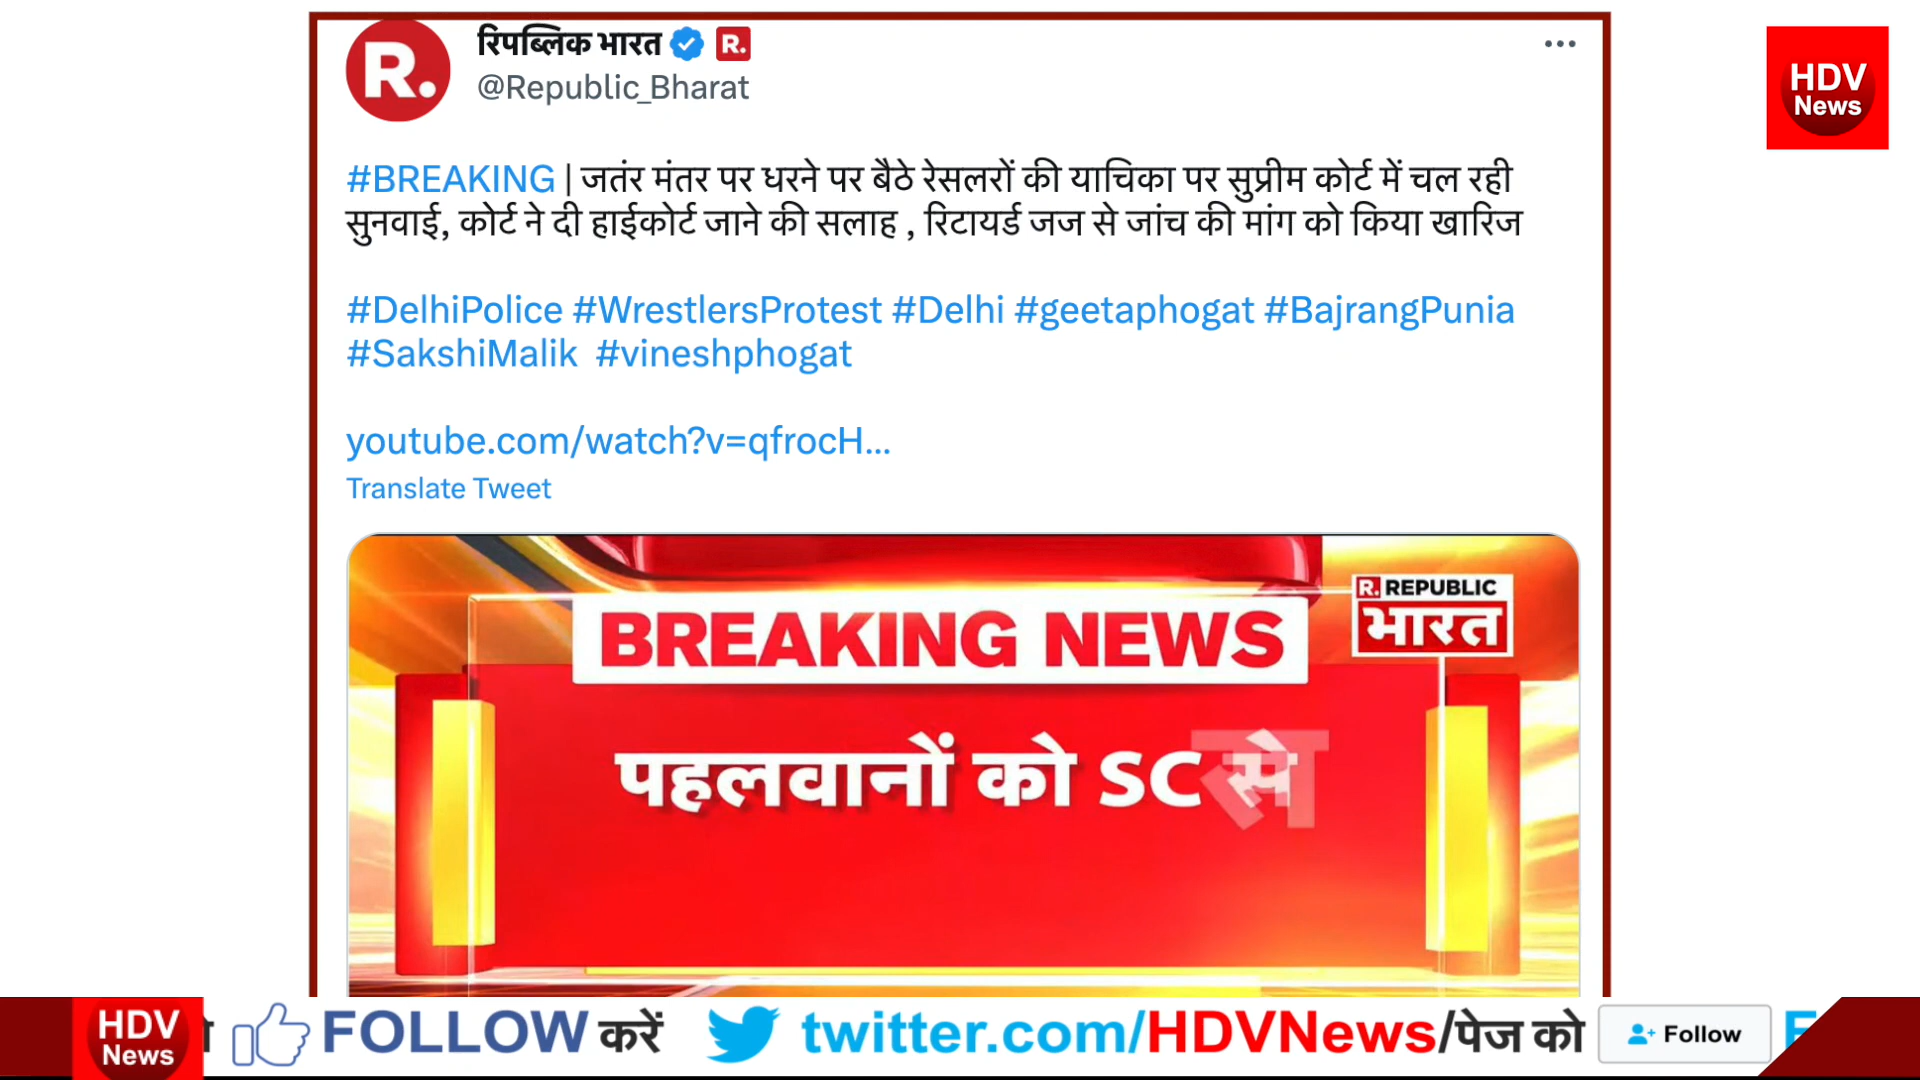 R. रिपब्लिक भारत R.
@Republic_Bharat
HDV
News
#BREAKING | जतंर मंतर पर धरने पर बैठे रेसलरों की याचिका पर सुप्रीम कोर्ट में चल रही
सुनवाई, कोर्ट ने दी हाईकोर्ट जाने की सलाह , रिटायर्ड जज से जांच की मांग को किया खारिज
#DelhiPolice #WrestlersProtest #Delhi #geetaphogat #BajrangPunia
#SakshiMalik #vineshphogat
youtube.com/watch?v=qfrocH...
Translate Tweet
R. REPUBLIC
भारत
BREAKING NEWS
पहलवानों को SC से
HDV
News
FOLLOW करें twitter.com/HDVNews/पेज को Follow